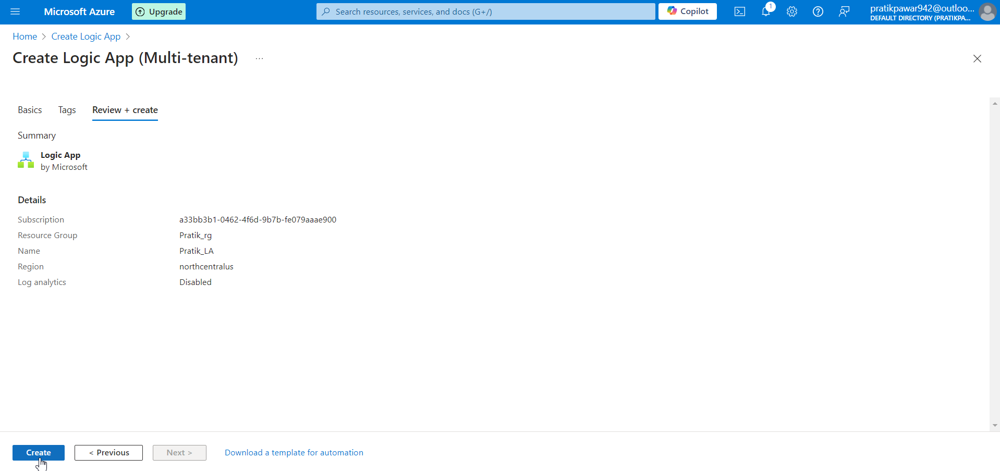 Microsoft Azure
Upgrade
Search resources, services, and docs (G+/)
Copilot
1
pratikpawar942@outloo...
DEFAULT DIRECTORY (PRATIKPA...
Home > Create Logic App >
Create Logic App (Multi-tenant) ...
Basics Tags Review + create
Summary
Logic App
by Microsoft
Details
Subscription a33bb3b1-0462-4f6d-9b7b-fe079aaae900
Resource Group Pratik_rg
Name Pratik_LA
Region northcentralus
Log analytics Disabled
Create < Previous Next > Download a template for automation